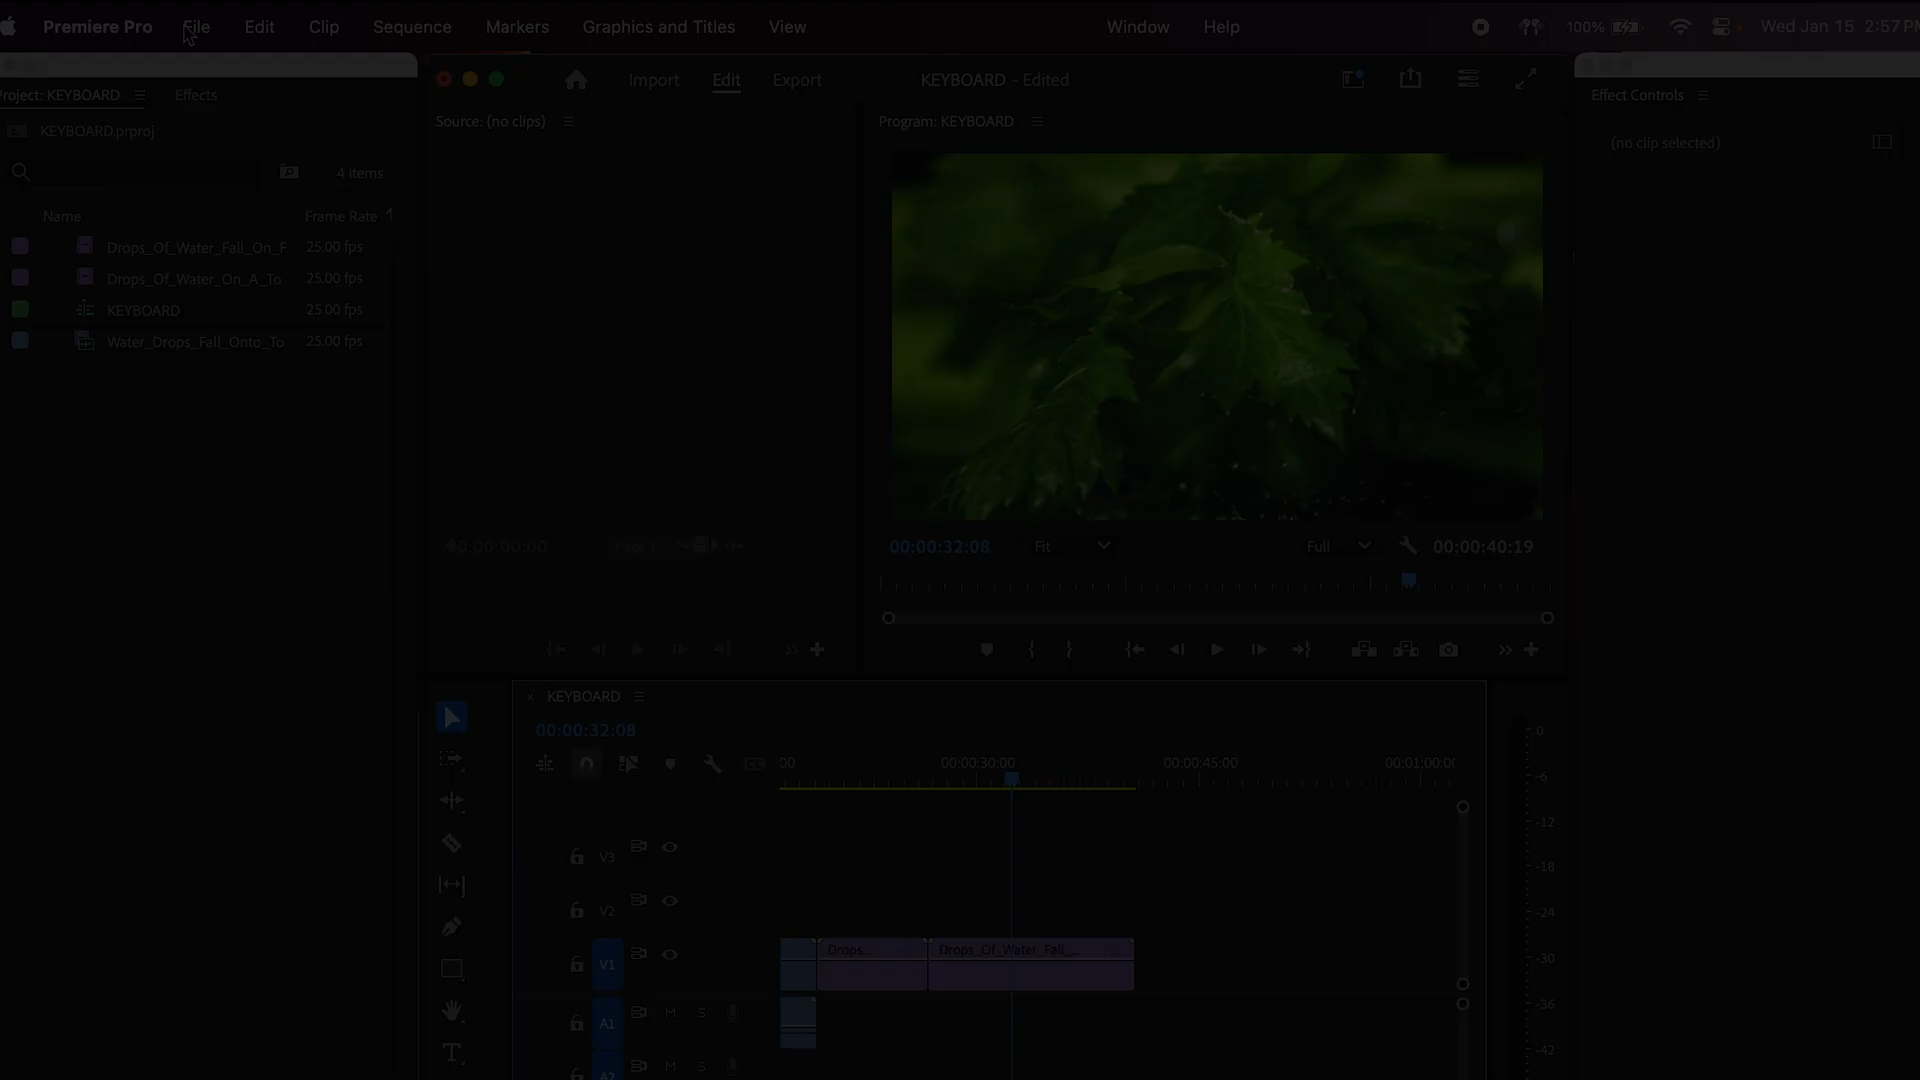 Premiere Pro File Edit Clip Sequence Markers Graphics and Titles View Window Help 100% Wed Jan 15 2:57
Project: KEYBOARD Effects
Import Edit Export KEYBOARD - Edited
Effect Controls
KEYBOARD.prproj
Source: (no clips)
Program: KEYBOARD
(no clip selected)
4 items
Name Frame Rate
Drops_Of_Water_Fall_On_F 25.00 fps
Drops_Of_Water_On_A_To 25.00 fps
KEYBOARD 25.00 fps
Water_Drops_Fall_Onto_To 25.00 fps
00:00:00:00 Page 1
00:00:32:08 Fit Full 00:00:40:19
KEYBOARD
00:00:32:08
00 00:00:30:00 00:00:45:00 00:01:00:00
V3
V2
V1 Drops... Drops_Of_Water_Fall_...
A1 M S
A2 M S
0
-6
-12
-18
-24
-30
-36
-42